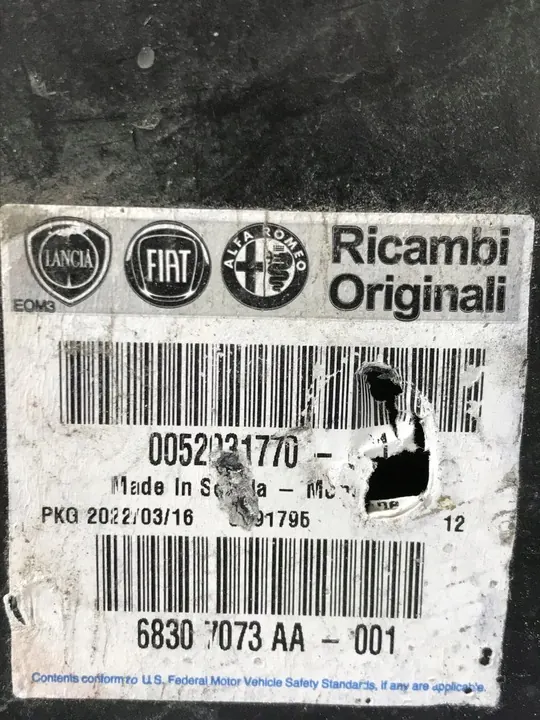 LANCIA FIAT ALFA ROMEO Ricambi
Originali
EOM3
Made In
PKG 2022/03/16 12
6830 7073 AA - 001
Contents conform to U.S. Federal Motor Vehicle Safety Standards, if any are applicable.